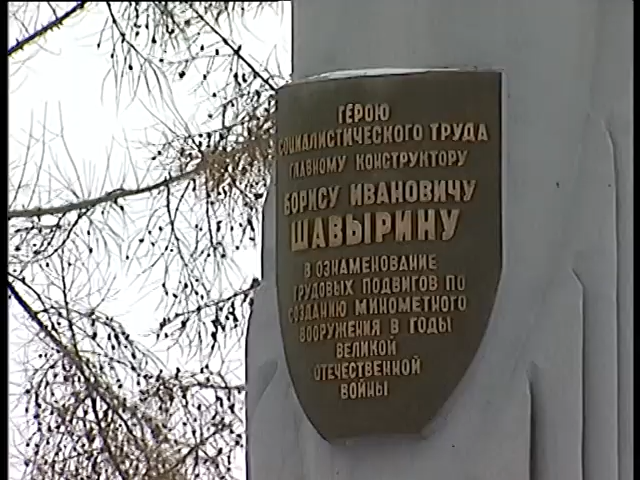 ГЕРОЮ
СОЦИАЛИСТИЧЕСКОГО ТРУДА
ГЛАВНОМУ КОНСТРУКТОРУ
БОРИСУ ИВАНОВИЧУ
ШАВЫРИНУ
В ОЗНАМЕНОВАНИЕ
ТРУДОВЫХ ПОДВИГОВ ПО
СОЗДАНИЮ МИНОМЕТНОГО
ВООРУЖЕНИЯ В ГОДЫ
ВЕЛИКОЙ
ОТЕЧЕСТВЕННОЙ
ВОЙНЫ